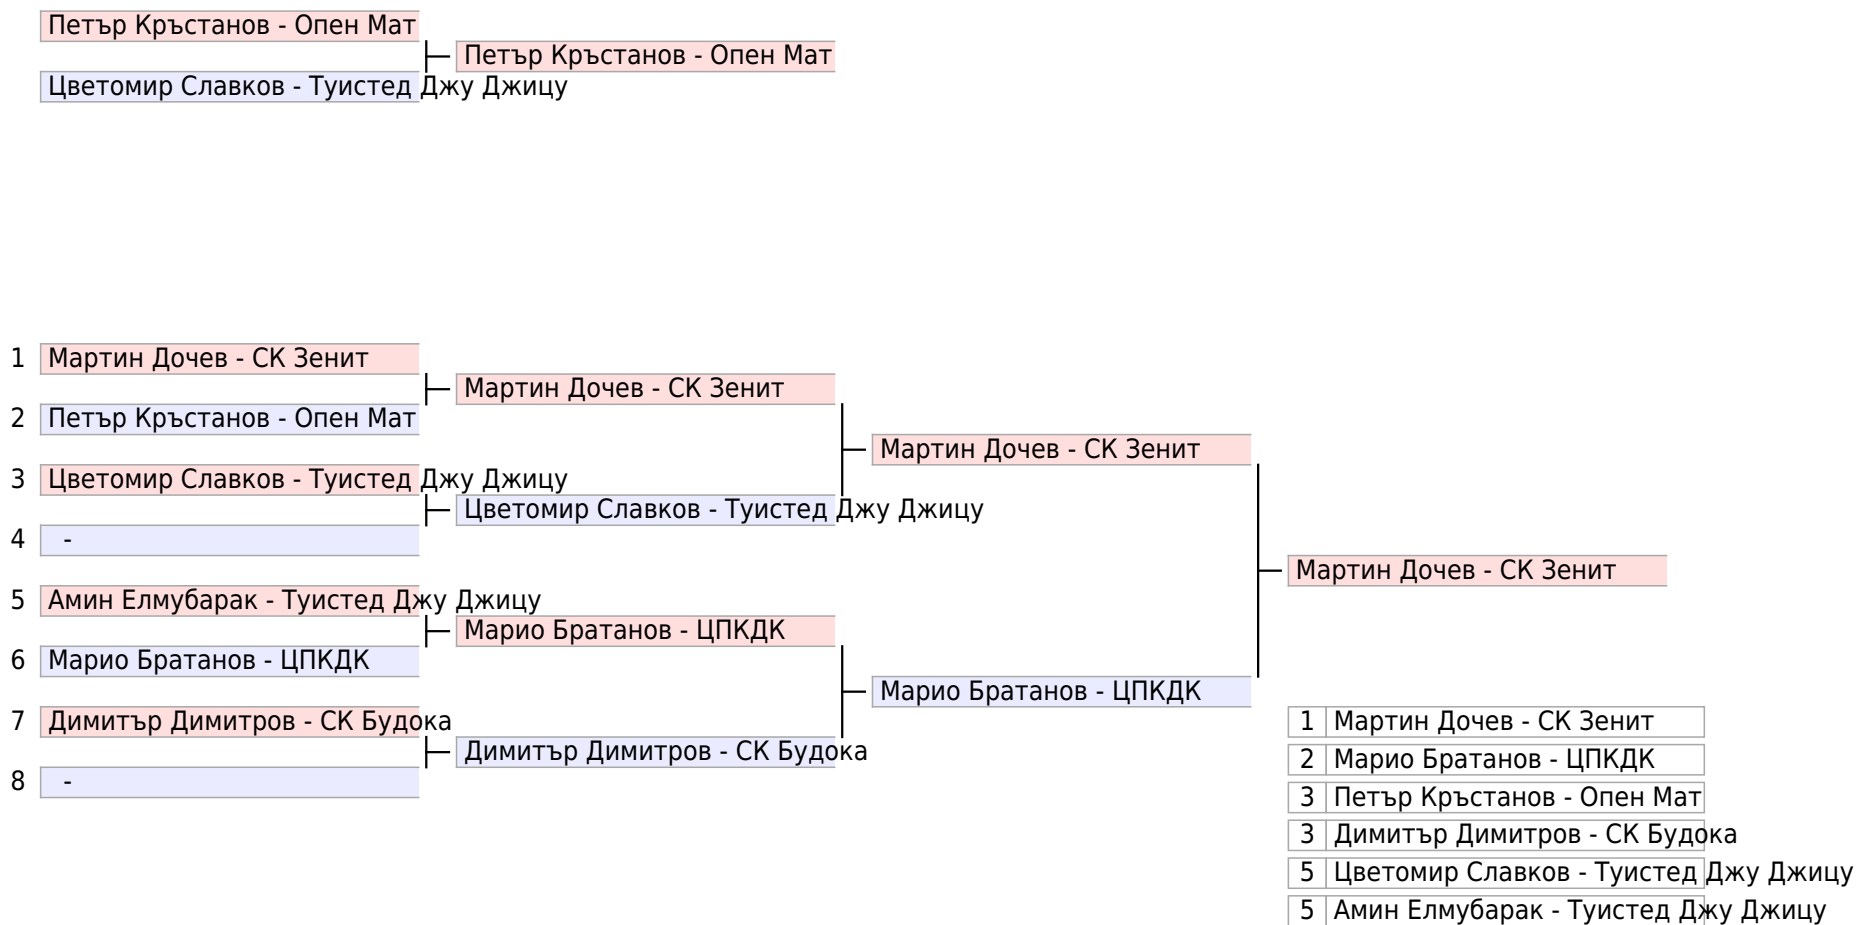 Петър Кръстанов - Опен Мат
Петър Кръстанов - Опен Мат
Цветомир Славков - Туистед Джу Джицу
1 Мартин Дочев - СК Зенит
Мартин Дочев - СК Зенит
2 Петър Кръстанов - Опен Мат
Мартин Дочев - СК Зенит
3 Цветомир Славков - Туистед Джу Джицу
Цветомир Славков - Туистед Джу Джицу
4 -
Мартин Дочев - СК Зенит
5 Амин Елмубарак - Туистед Джу Джицу
Марио Братанов - ЦПКДК
6 Марио Братанов - ЦПКДК
Марио Братанов - ЦПКДК
7 Димитър Димитров - СК Будока
Димитър Димитров - СК Будока
8 -
1 Мартин Дочев - СК Зенит
2 Марио Братанов - ЦПКДК
3 Петър Кръстанов - Опен Мат
3 Димитър Димитров - СК Будока
5 Цветомир Славков - Туистед Джу Джицу
5 Амин Елмубарак - Туистед Джу Джицу